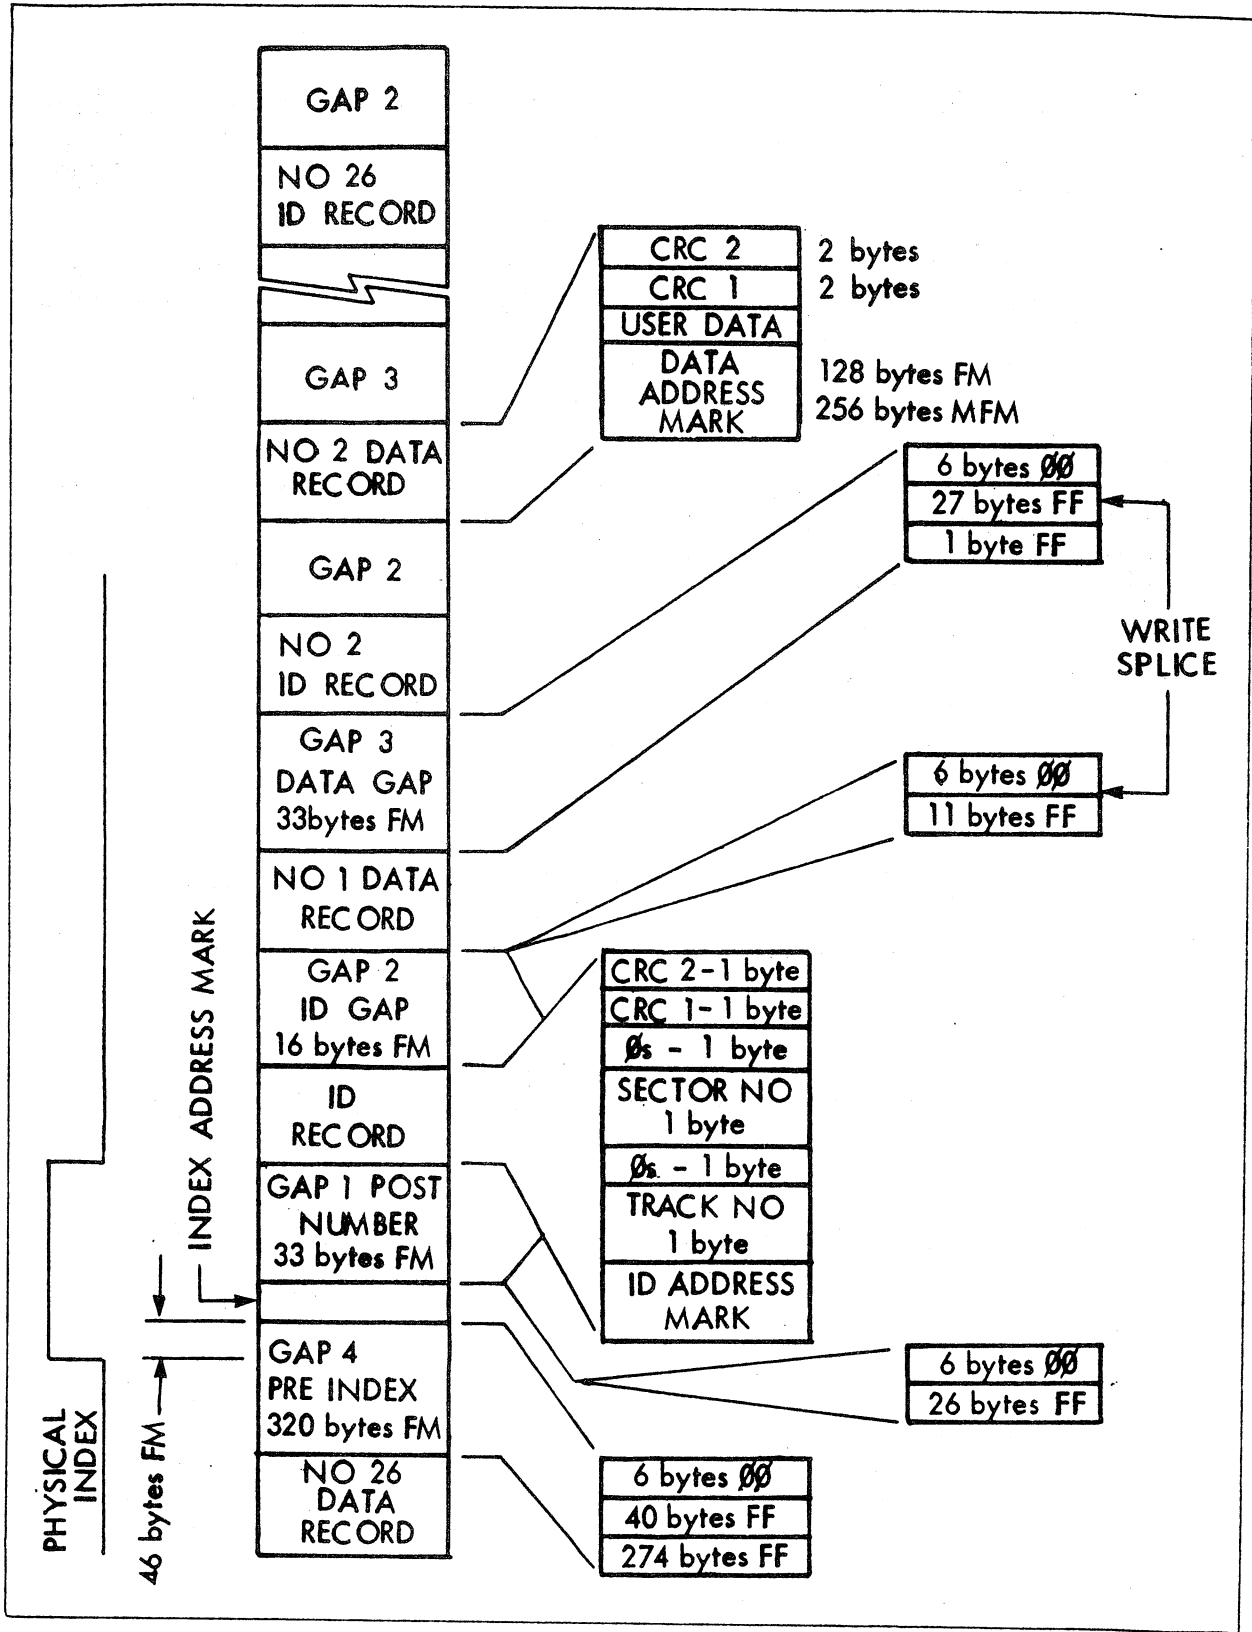 GAP 2
NO 26
ID RECORD
GAP 3
NO 2 DATA
RECORD
GAP 2
NO 2
ID RECORD
GAP 3
DATA GAP
33bytes FM
NO 1 DATA
RECORD
GAP 2
ID GAP
16 bytes FM
ID
RECORD
GAP 1 POST
NUMBER
33 bytes FM
GAP 4
PRE INDEX
320 bytes FM
NO 26
DATA
RECORD
CRC 2
2 bytes
CRC 1
2 bytes
USER DATA
DATA
ADDRESS
MARK
128 bytes FM
256 bytes MFM
6 bytes ØØ
27 bytes FF
1 byte FF
WRITE
SPLICE
6 bytes ØØ
11 bytes FF
CRC 2-1 byte
CRC 1-1 byte
Øs - 1 byte
SECTOR NO
1 byte
Øs - 1 byte
TRACK NO
1 byte
ID ADDRESS
MARK
6 bytes ØØ
26 bytes FF
6 bytes ØØ
40 bytes FF
274 bytes FF
INDEX ADDRESS MARK
PHYSICAL
INDEX
46 bytes FM